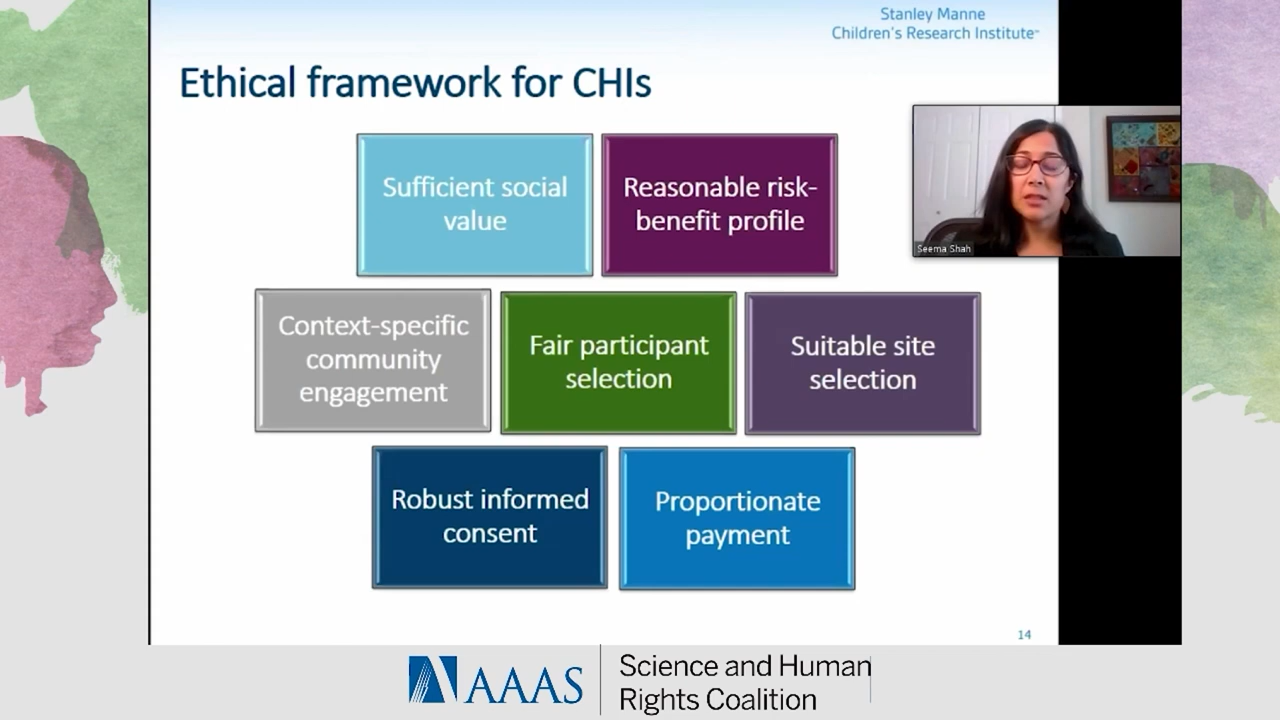 Stanley Manne
Children's Research Institute℠
Ethical framework for CHIs
Sufficient social
value
Reasonable risk-
benefit profile
Seema Shah
Context-specific
community
engagement
Fair participant
selection
Suitable site
selection
Robust informed
consent
Proportionate
payment
14
AAAS
Science and Human
Rights Coalition